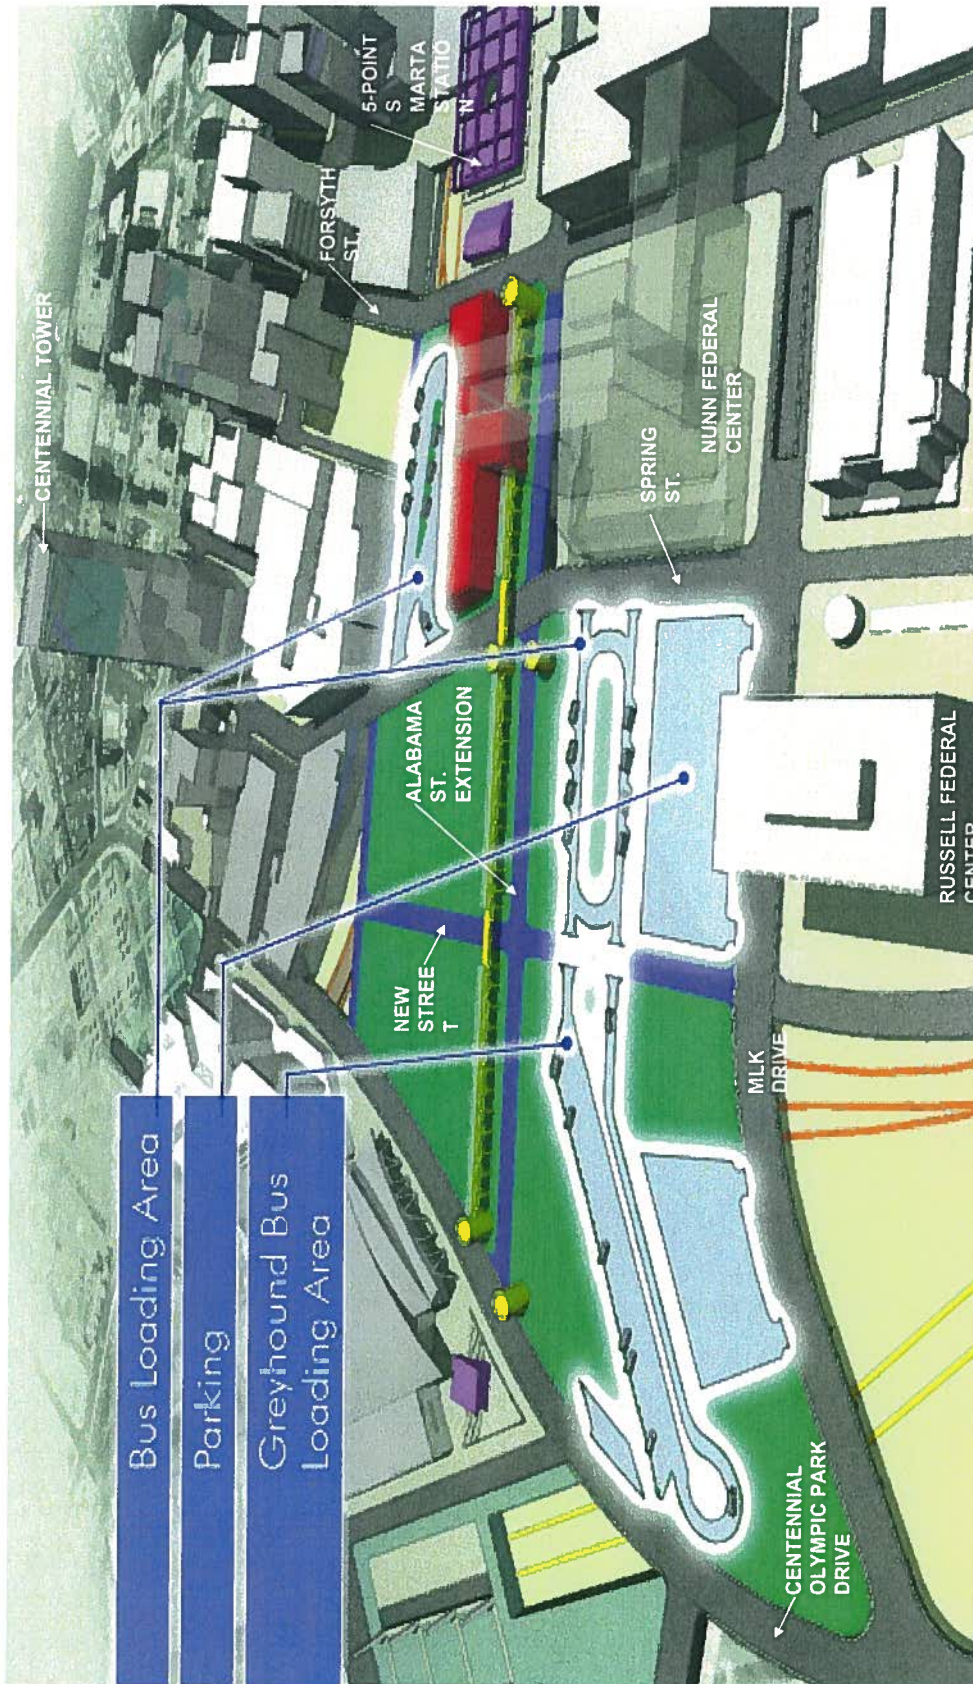 Bus Loading Area
Parking
Greyhound Bus
Loading Area
CENTENNIAL TOWER
FORSYTH
ST.
5-POINT
S
MARTA
STATIO
N
NEW
STREE
T
ALABAMA
ST.
EXTENSION
SPRING
ST.
NUNN FEDERAL
CENTER
CENTENNIAL
OLYMPIC PARK
DRIVE
MLK
DRIVE
RUSSELL FEDERAL
CENTER